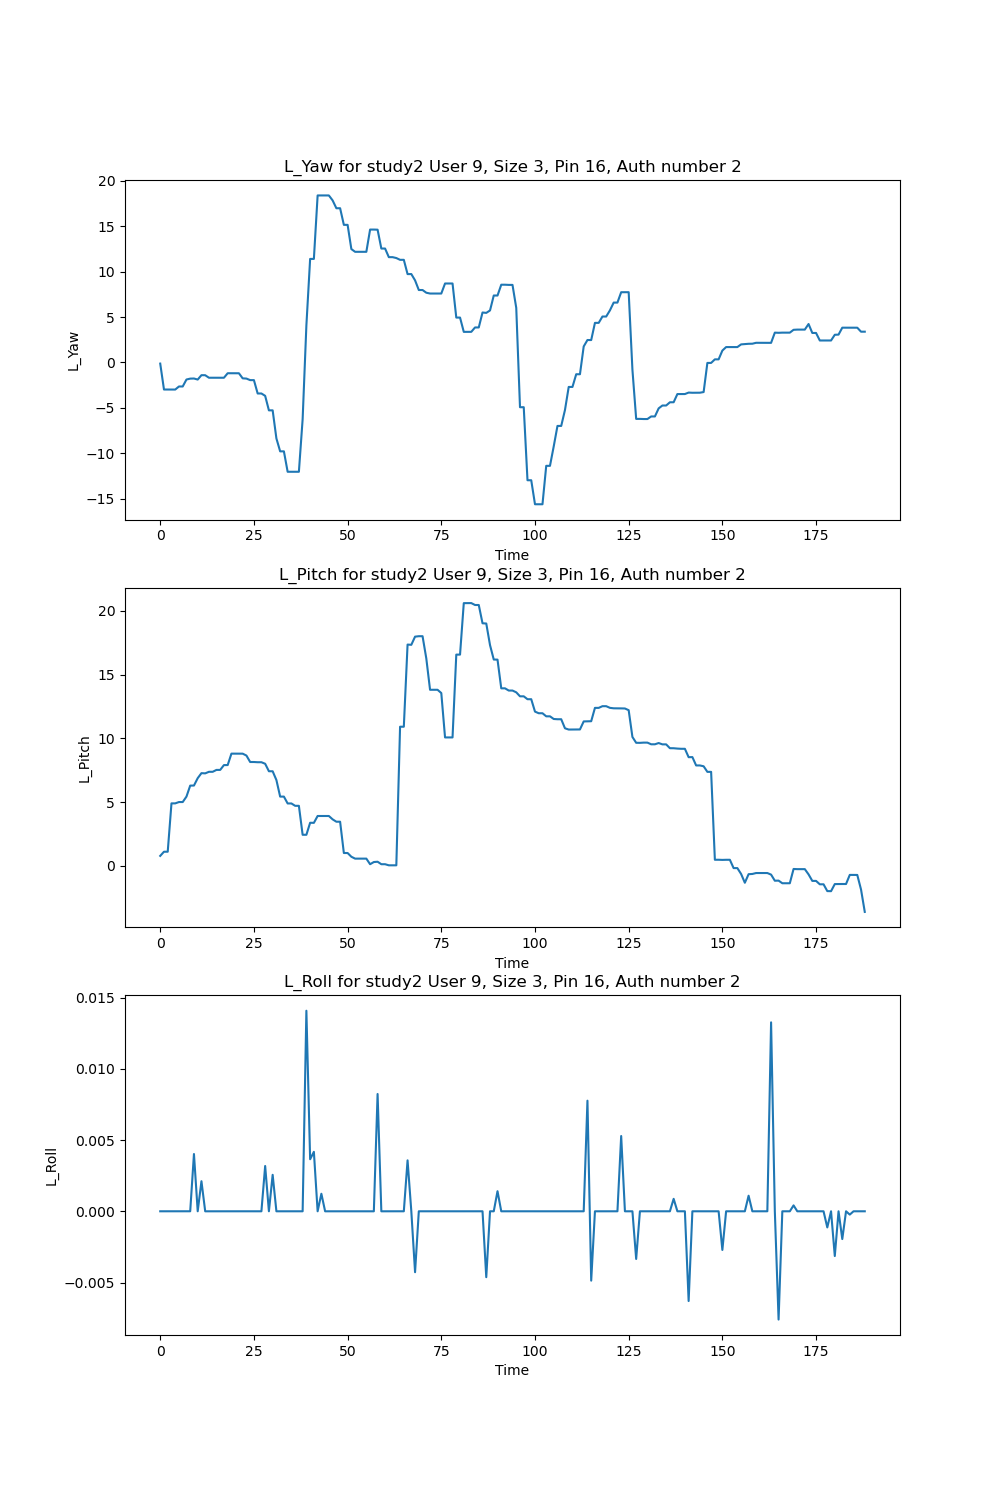 L_Yaw for study2 User 9, Size 3, Pin 16, Auth number 2
20
15
10
5
0
−5
−10
−15
L_Yaw
0 25 50 75 100 125 150 175
Time
L_Pitch for study2 User 9, Size 3, Pin 16, Auth number 2
20
15
10
5
0
L_Pitch
0 25 50 75 100 125 150 175
Time
L_Roll for study2 User 9, Size 3, Pin 16, Auth number 2
0.015
0.010
0.005
0.000
−0.005
L_Roll
0 25 50 75 100 125 150 175
Time